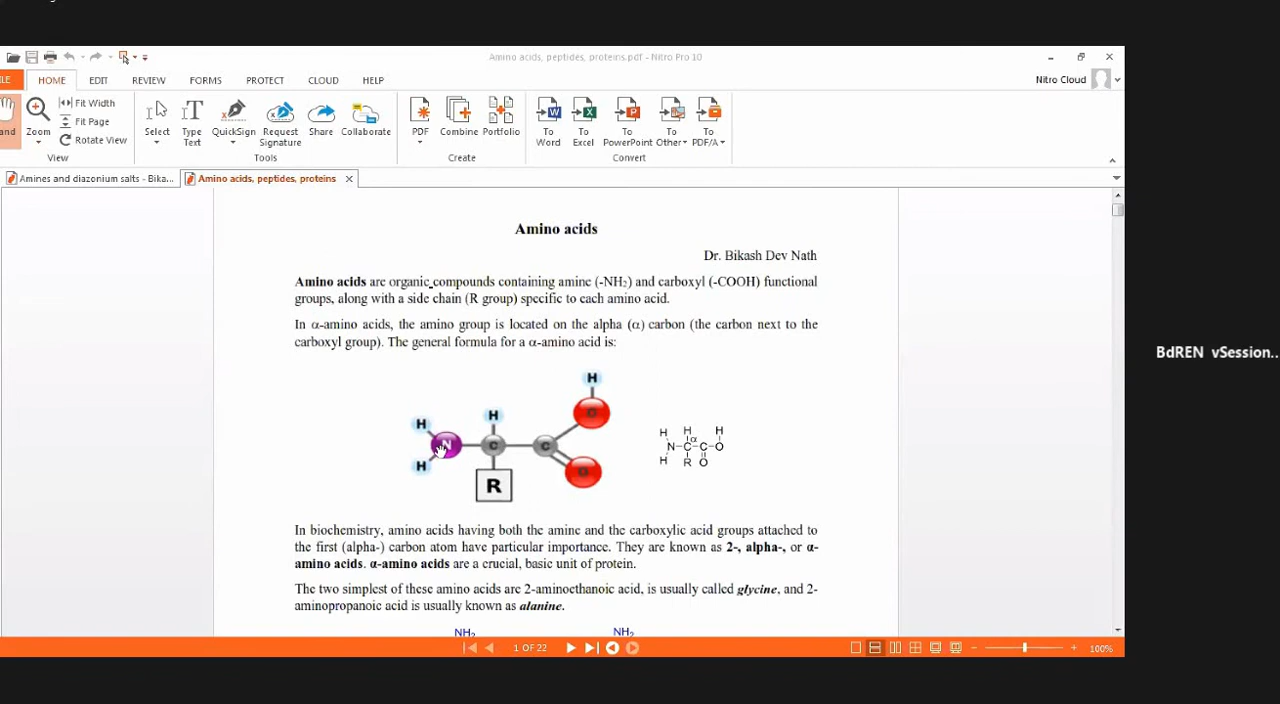 Amino acids, peptides, proteins.pdf - Nitro Pro 10
HOME EDIT REVIEW FORMS PROTECT CLOUD HELP
Nitro Cloud
Zoom
Fit Width
Fit Page
Rotate View
View
Select
Type Text
QuickSign
Request Signature
Share
Collaborate
Tools
PDF
Combine
Portfolio
Create
To Word
To Excel
To PowerPoint
To Other
To PDF/A
Convert
Amines and diazonium salts - Bika...
Amino acids, peptides, proteins
Amino acids
Dr. Bikash Dev Nath
Amino acids are organic compounds containing amine (-NH2) and carboxyl (-COOH) functional
groups, along with a side chain (R group) specific to each amino acid.
In α-amino acids, the amino group is located on the alpha (α) carbon (the carbon next to the
carboxyl group). The general formula for a α-amino acid is:
H
H H O
N C C
H O
R
H H H
N C α C O
H R O
In biochemistry, amino acids having both the amine and the carboxylic acid groups attached to
the first (alpha-) carbon atom have particular importance. They are known as 2-, alpha-, or α-
amino acids. α-amino acids are a crucial, basic unit of protein.
The two simplest of these amino acids are 2-aminoethanoic acid, is usually called glycine, and 2-
aminopropanoic acid is usually known as alanine.
NH2 NH2
1 OF 22
100%
BdREN vSession...